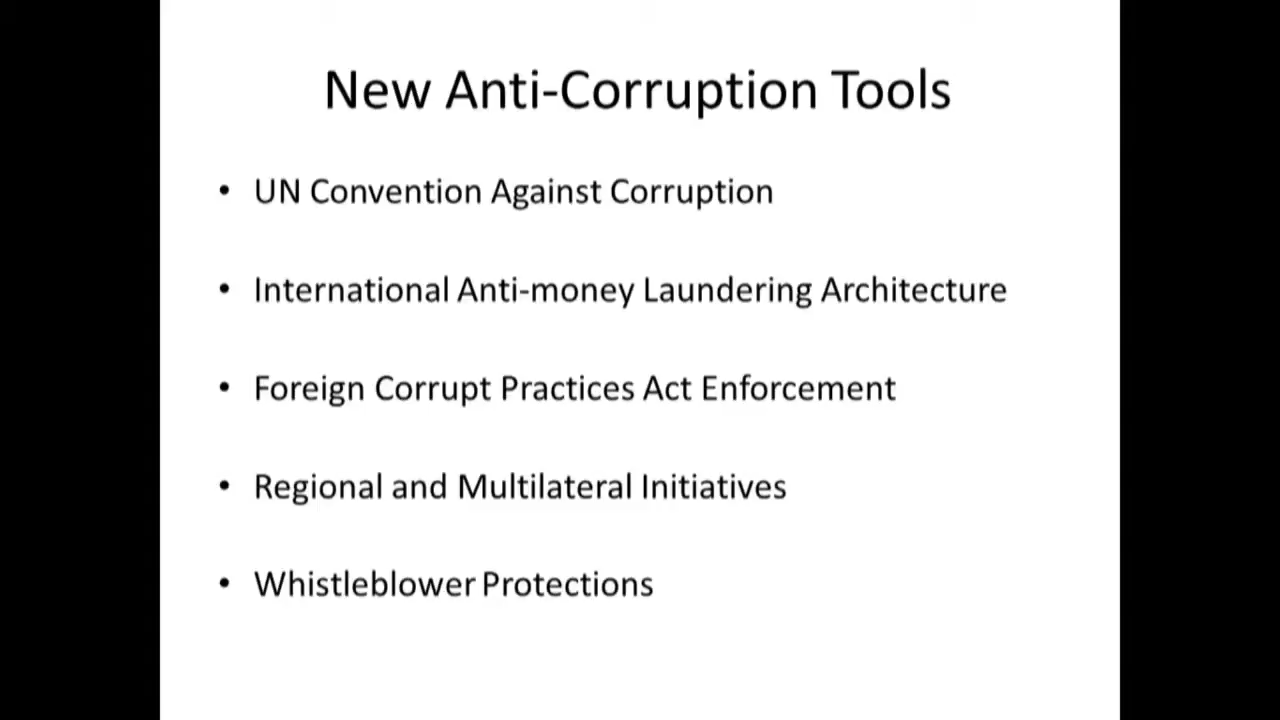 New Anti-Corruption Tools
• UN Convention Against Corruption
• International Anti-money Laundering Architecture
• Foreign Corrupt Practices Act Enforcement
• Regional and Multilateral Initiatives
• Whistleblower Protections